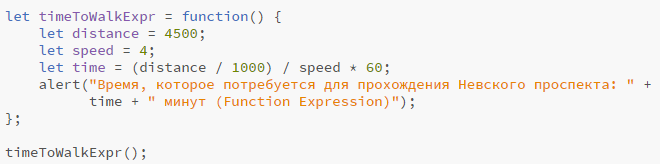 let timeToWalkExpr = function() {
    let distance = 4500;
    let speed = 4;
    let time = (distance / 1000) / speed * 60;
    alert("Время, которое потребуется для прохождения Невского проспекта: " +
          time + " минут (Function Expression)");
};

timeToWalkExpr();